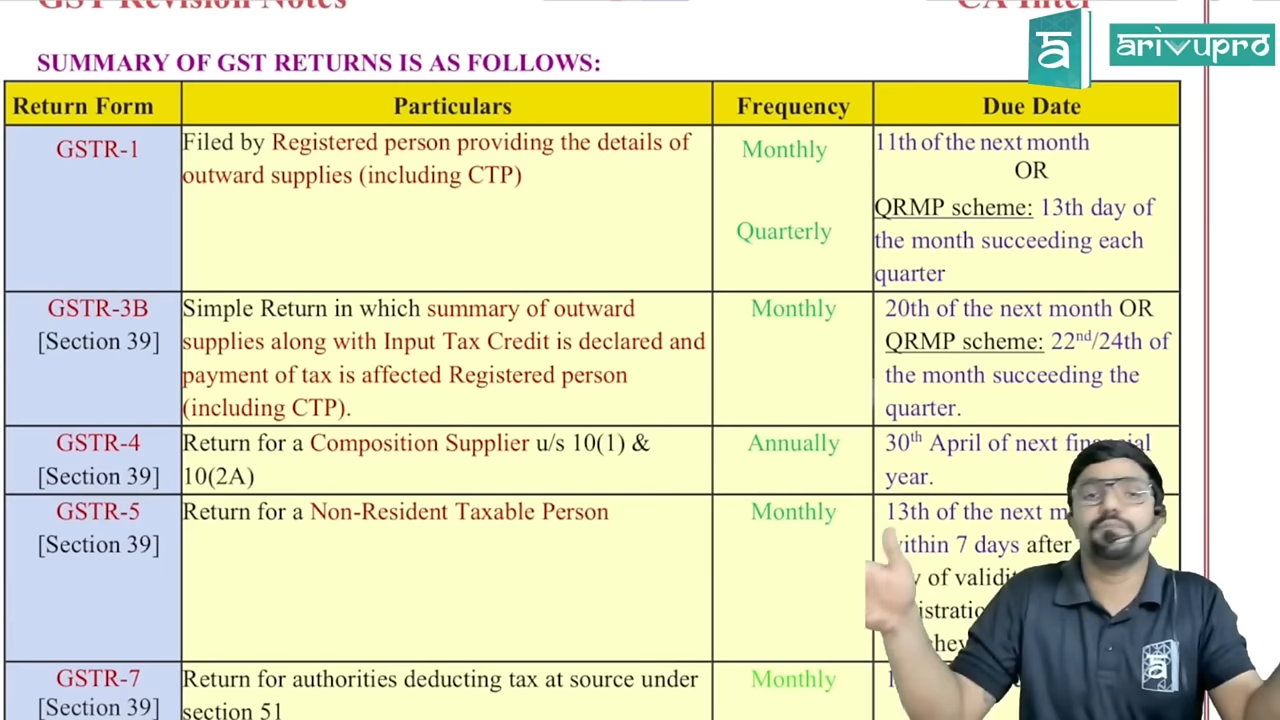 GST Revision Notes
CA Inter
ā
arivupro
SUMMARY OF GST RETURNS IS AS FOLLOWS:
Return Form
Particulars
Frequency
Due Date
GSTR-1
Filed by Registered person providing the details of
outward supplies (including CTP)
Monthly
Quarterly
11th of the next month
OR
QRMP scheme: 13th day of
the month succeeding each
quarter
GSTR-3B
[Section 39]
Simple Return in which summary of outward
supplies along with Input Tax Credit is declared and
payment of tax is affected Registered person
(including CTP).
Monthly
20th of the next month OR
QRMP scheme: 22nd/24th of
the month succeeding the
quarter.
GSTR-4
[Section 39]
Return for a Composition Supplier u/s 10(1) &
10(2A)
Annually
30th April of next financial
year.
GSTR-5
[Section 39]
Return for a Non-Resident Taxable Person
Monthly
13th of the next
within 7 days after
of
GSTR-7
[Section 39]
Return for authorities deducting tax at source under
section 51
Monthly
ā